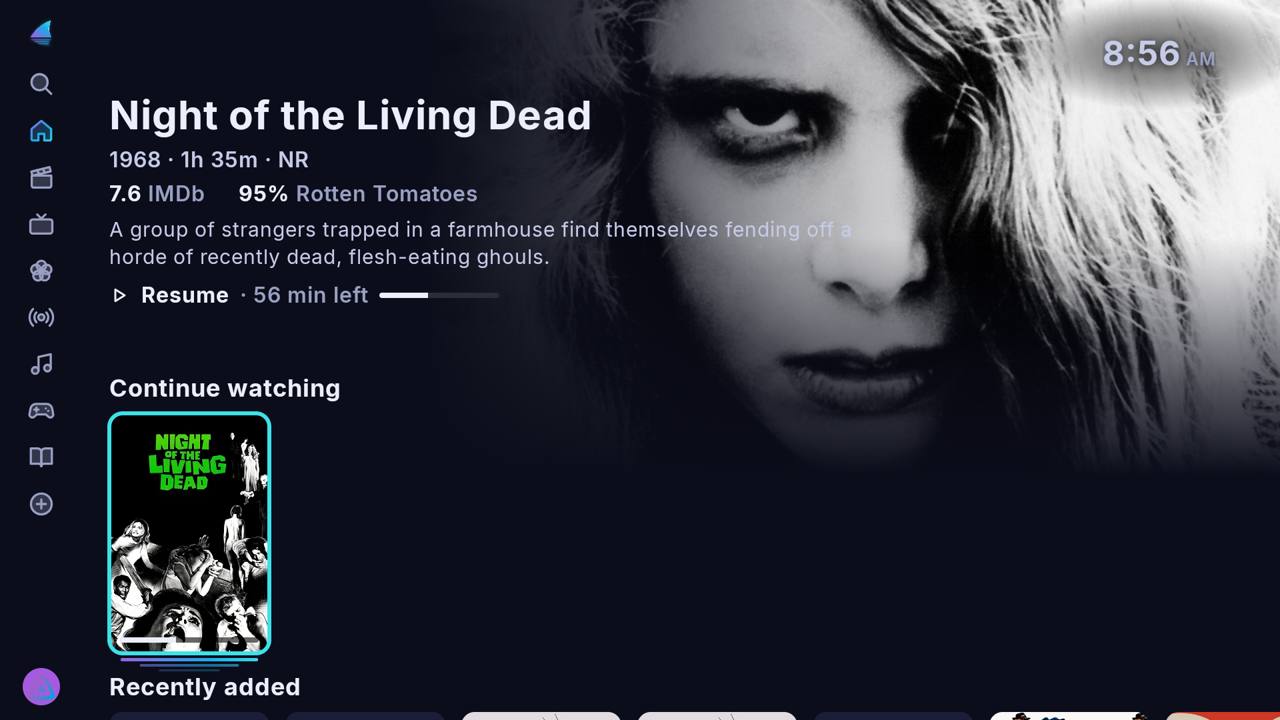 8:56 AM
Night of the Living Dead
1968 · 1h 35m · NR
7.6 IMDb 95% Rotten Tomatoes
A group of strangers trapped in a farmhouse find themselves fending off a
horde of recently dead, flesh-eating ghouls.
Resume · 56 min left
Continue watching
NIGHT
OF THE
LIVING
DEAD
Recently added